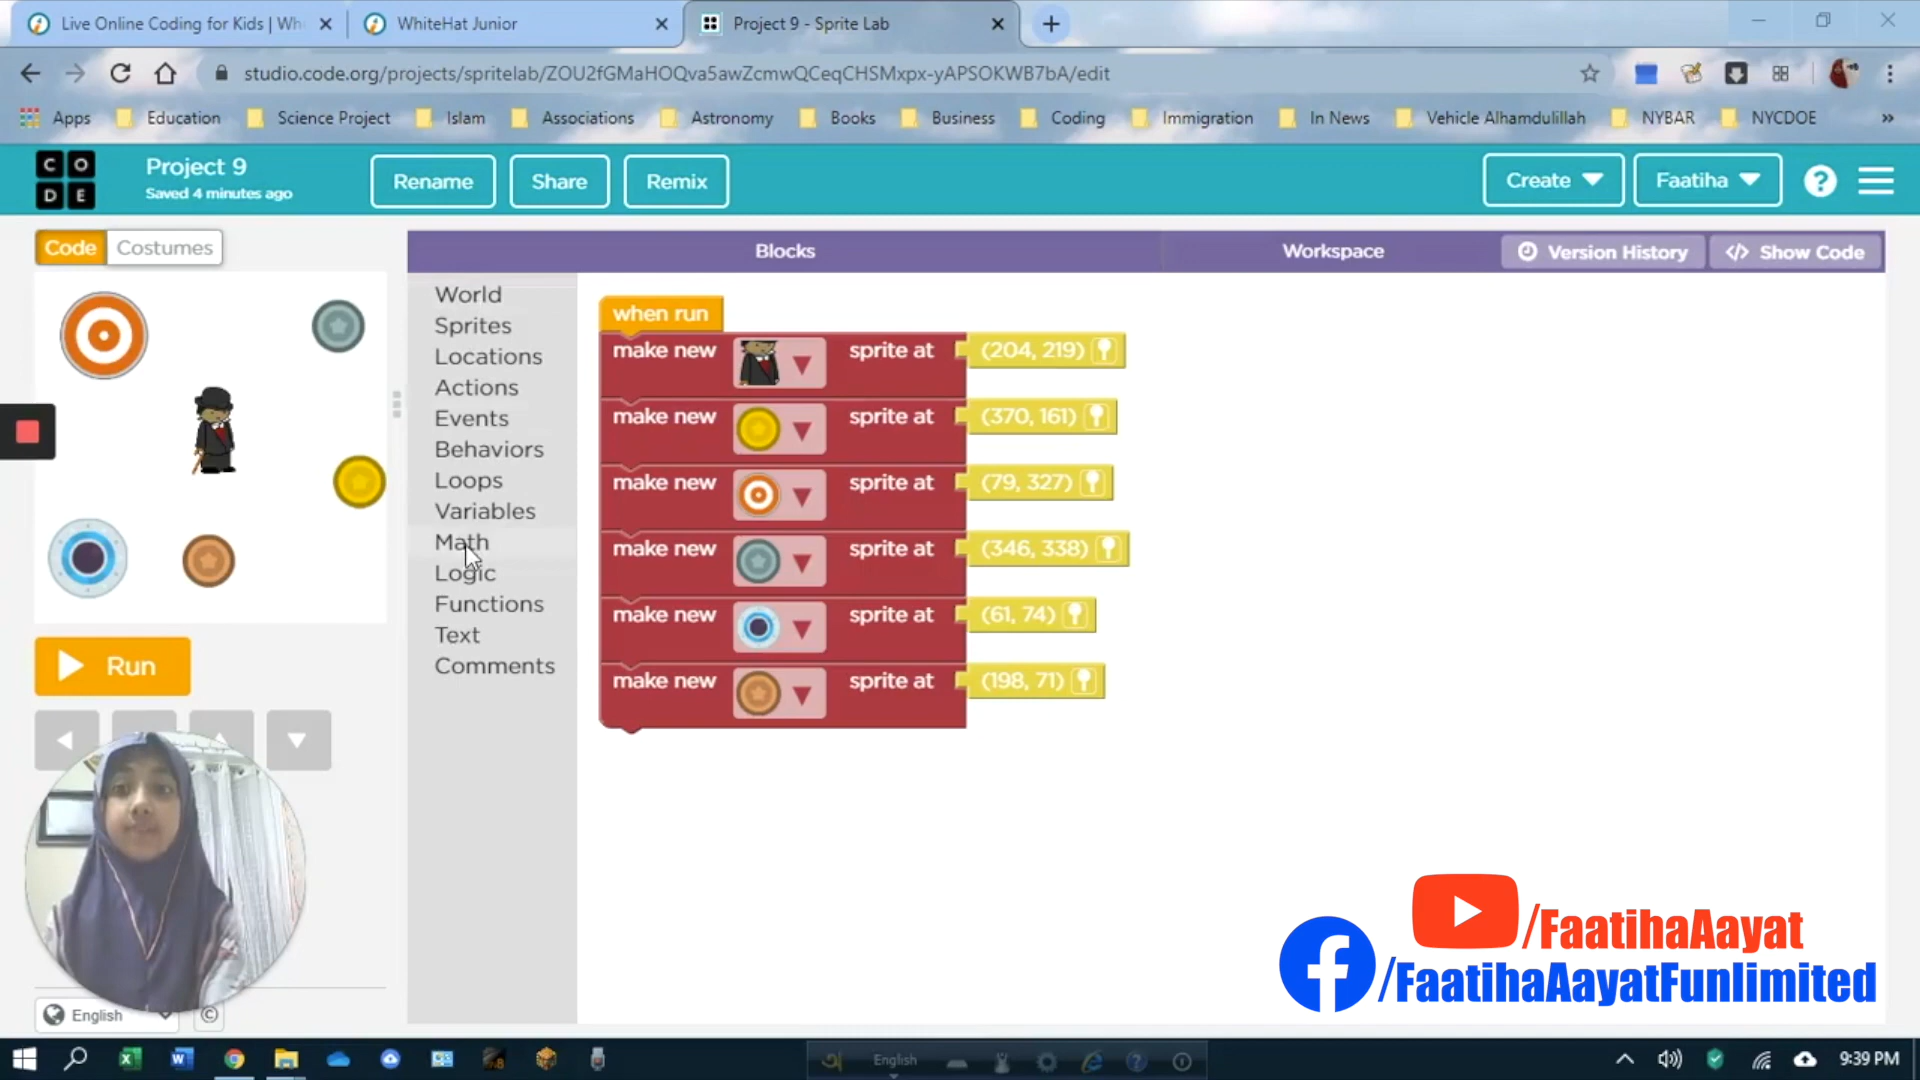 Live Online Coding for Kids | Wh
WhiteHat Junior
Project 9 - Sprite Lab
studio.code.org/projects/spritelab/ZOU2fGMaHOQva5awZcmwQCeqCHSMxpx-yAPSOKWB7bA/edit
Apps Education Science Project Islam Associations Astronomy Books Business Coding Immigration In News Vehicle Alhamdulillah NYBAR NYCDOE »
CODE
Project 9
Saved 4 minutes ago
Rename Share Remix
Create Faatiha ?
Code Costumes
Blocks Workspace Version History </> Show Code
World
Sprites
Locations
Actions
Events
Behaviors
Loops
Variables
Math
Logic
Functions
Text
Comments
when run
make new sprite at (204, 219)
make new sprite at (370, 161)
make new sprite at (79, 327)
make new sprite at (346, 338)
make new sprite at (61, 74)
make new sprite at (198, 71)
Run
English ©
/FaatihaAayat
/FaatihaAayatFunlimited
অ English
9:39 PM